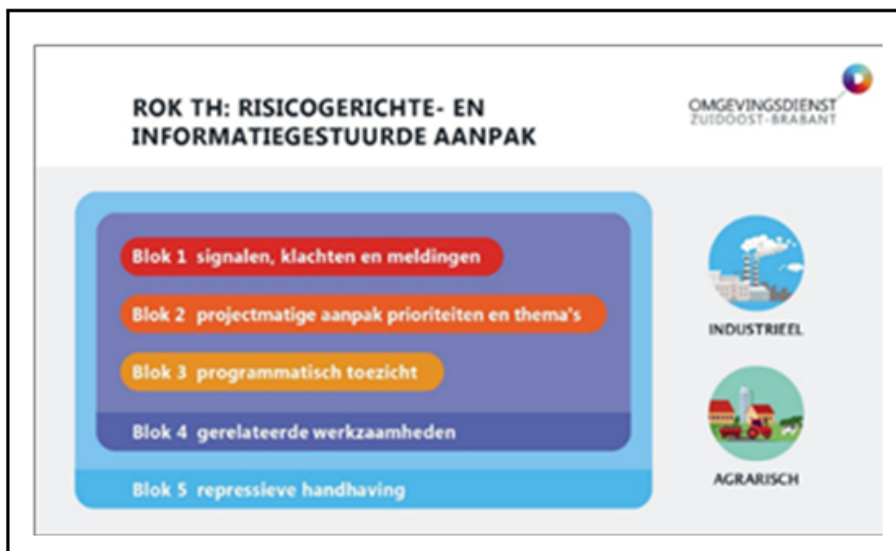 ROK TH: RISICOGERICHTE- EN
INFORMATIEGESTUURDE AANPAK
OMGEVINGSDIENST
ZUIDOOST-BRABANT
Blok 1 signalen, klachten en meldingen
Blok 2 projectmatige aanpak prioriteiten en thema's
Blok 3 programmatisch toezicht
Blok 4 gerelateerde werkzaamheden
Blok 5 repressieve handhaving
INDUSTRIEEL
AGRARISCH